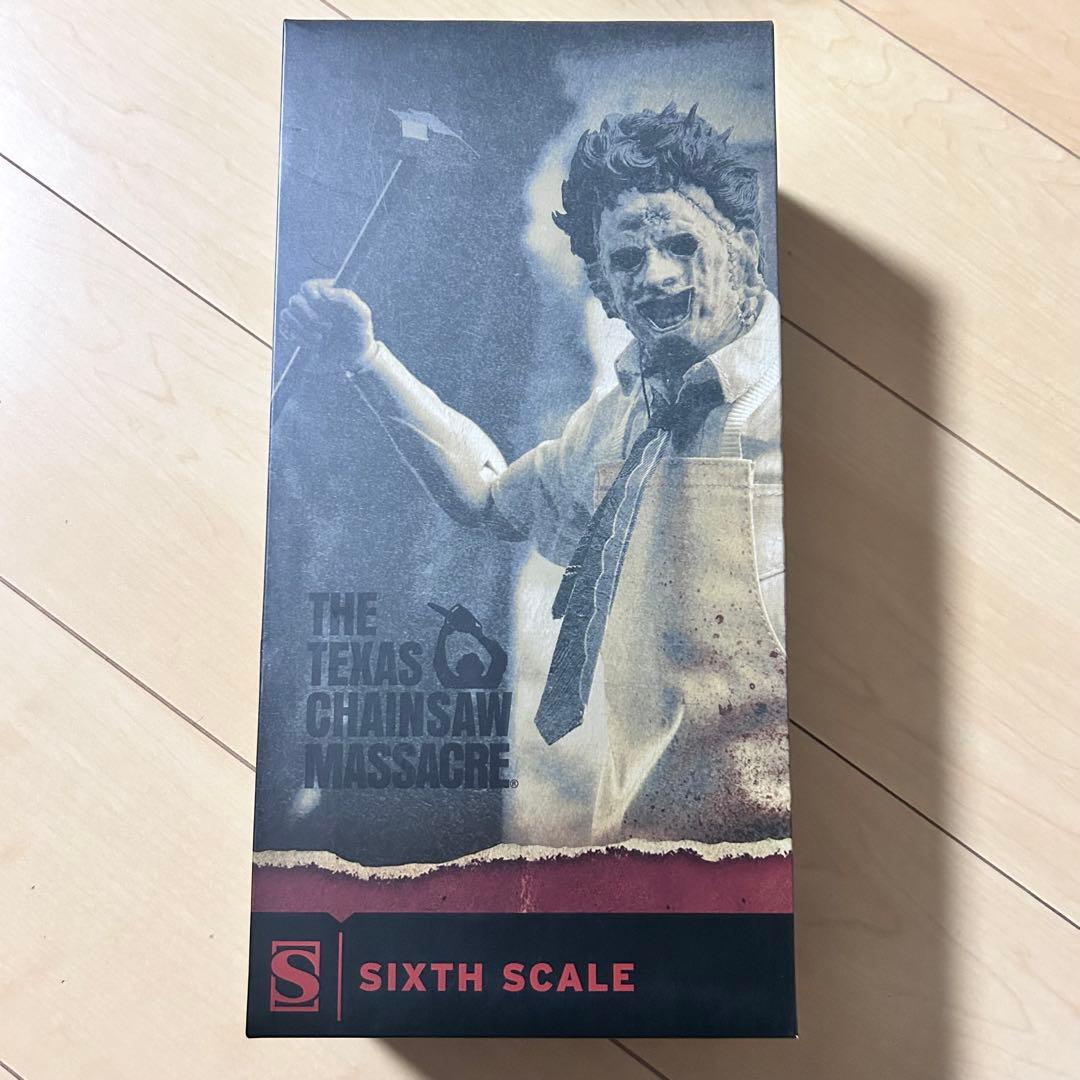 THE
TEXAS
CHAINSAW
MASSACRE®
S
SIXTH SCALE